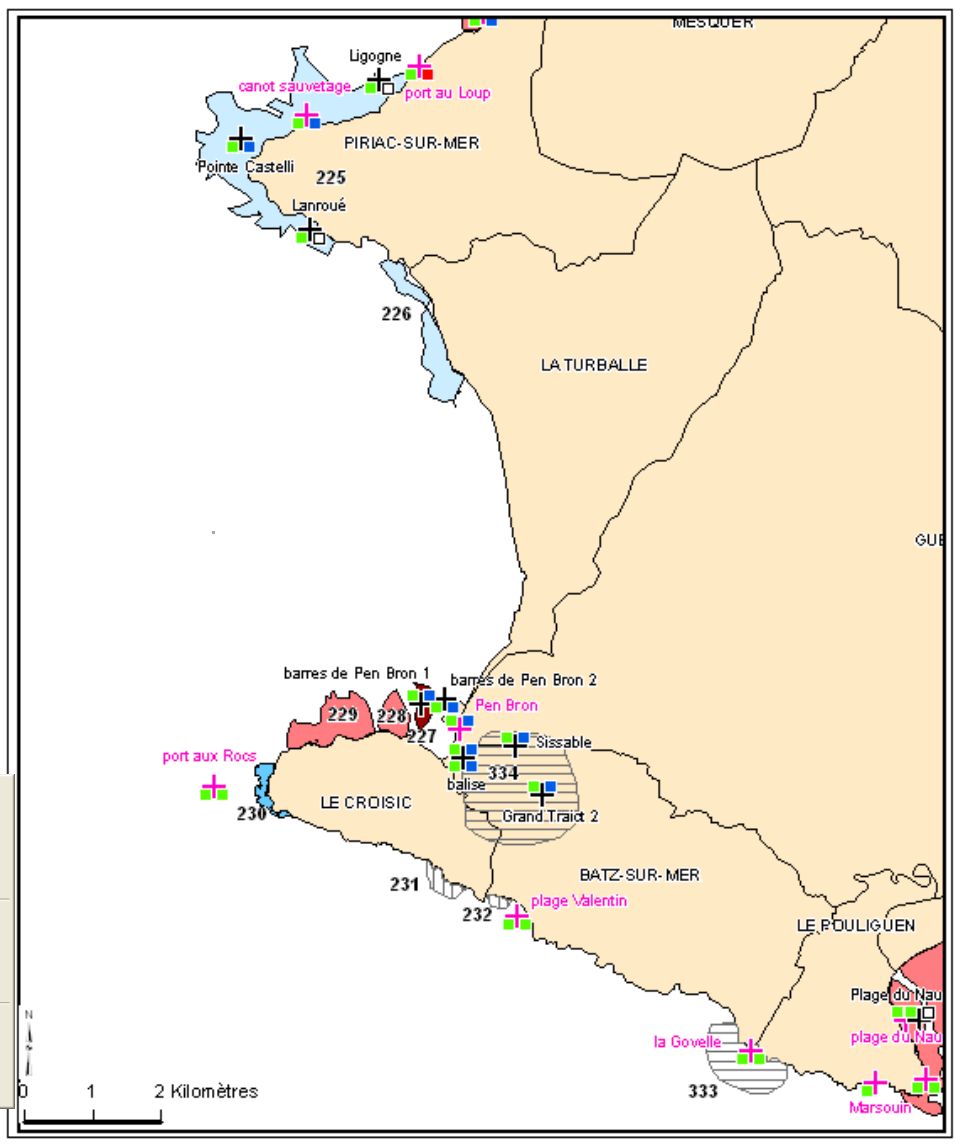 MESQUER
Ligogne
canot sauvetage
port au Loup
PIRIAC-SUR-MER
Pointe Castelli
225
Lanroué
226
LA TURBALLE
GUE
barres de Pen Bron 1
barres de Pen Bron 2
Pen Bron
229
228
227
Sissable
port aux Rocs
334
balise
LE CROISIC
230
Grand Traict 2
231
BATZ-SUR-MER
232
plage Valentin
LE POULIGUEN
Plage du Nau
N
la Govelle
plage du Nau
333
0 1 2 Kilomètres
Marsouin